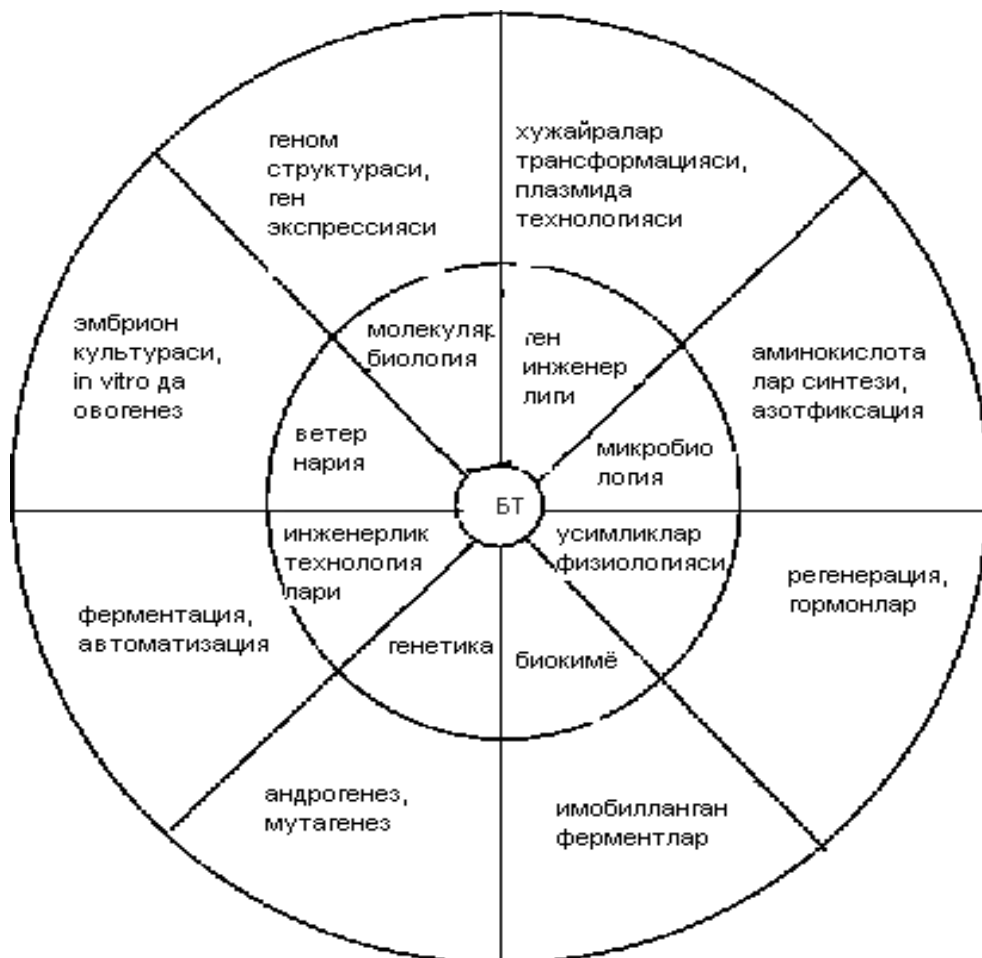 геном
структураси,
ген
экспрессияси
хужайралар
трансформацияси,
плазмида
технологияси
эмбрион
культураси,
in vitro да
овогенез
молекуляр
биология
ген
инженер
лиги
аминокислота
лар синтези,
азотфиксация
ветер
нария
микробио
логия
БТ
инженерлик
технология
лари
усимликлар
физиологияси
ферментация,
автоматизация
регенерация,
гормонлар
генетика
биокимё
андрогенез,
мутагенез
имобилланган
ферментлар